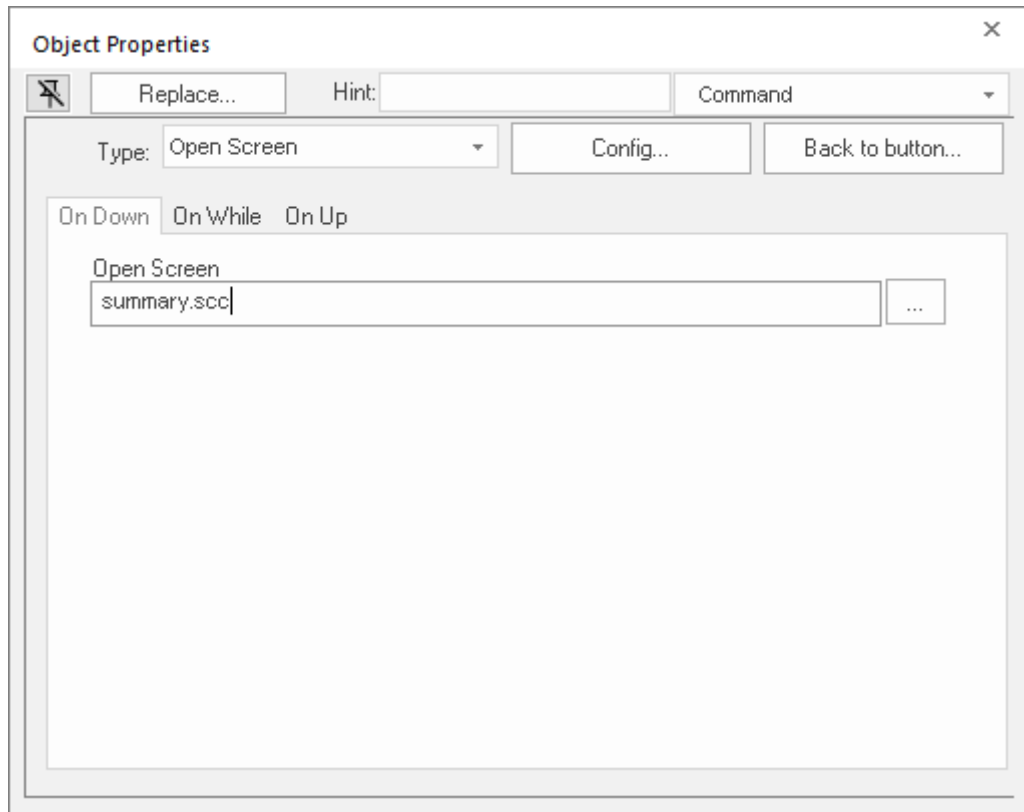 Object Properties
Replace... Hint: Command
Type: Open Screen Config... Back to button...
On Down On While On Up
Open Screen
summary.scc
...